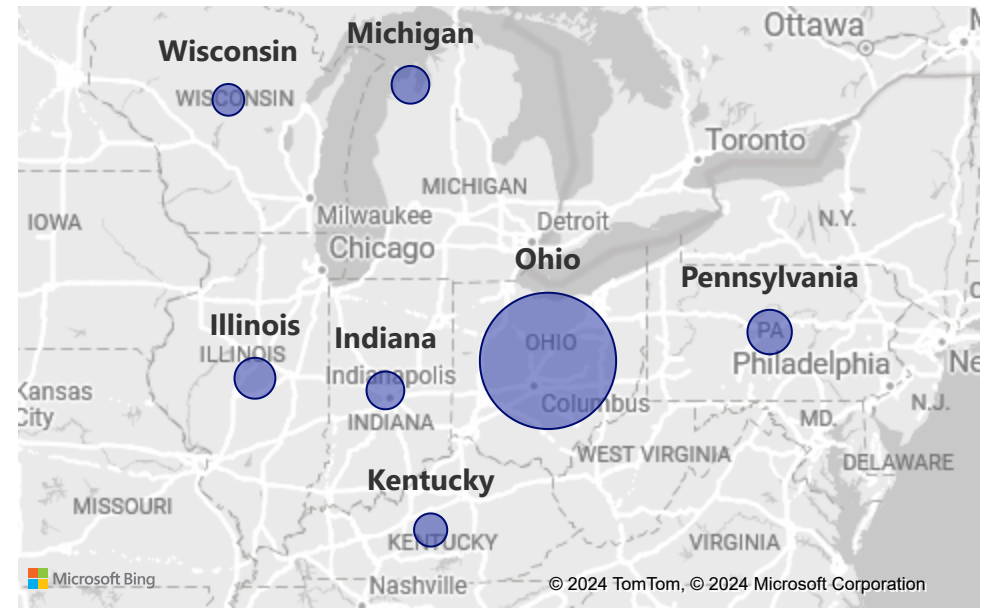 Ottawa
Michigan
Wisconsin
WISCONSIN
Toronto
MICHIGAN
IOWA
Milwaukee
Detroit
N.Y.
Chicago
Ohio
Pennsylvania
Illinois
Indiana
PA
OHIO
ILLINOIS
Philadelphia
Ne
Indianapolis
Kansas
City
Columbus
N.J.
INDIANA
MD.
WEST VIRGINIA
DELAWARE
Kentucky
MISSOURI
KENTUCKY
VIRGINIA
Microsoft Bing
Nashville
© 2024 TomTom, © 2024 Microsoft Corporation